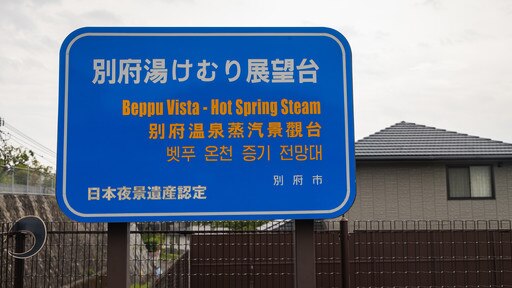 別府湯けむり展望台
Beppu Vista - Hot Spring Steam
別府温泉蒸汽景觀台
벳푸 온천 증기 전망대
別府市
日本夜景遺産認定